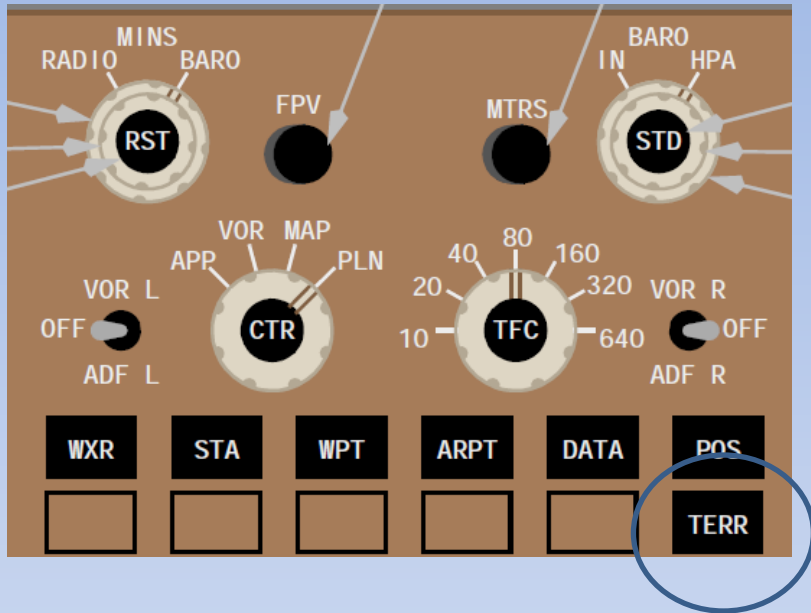 MINS
RADIO BARO
RST
FPV
MTRS
BARO
IN HPA
STD
APP VOR MAP PLN
CTR
VOR L
OFF
ADF L
10 20 40 80 160 320 640
TFC
VOR R
OFF
ADF R
WXR STA WPT ARPT DATA POS
TERR